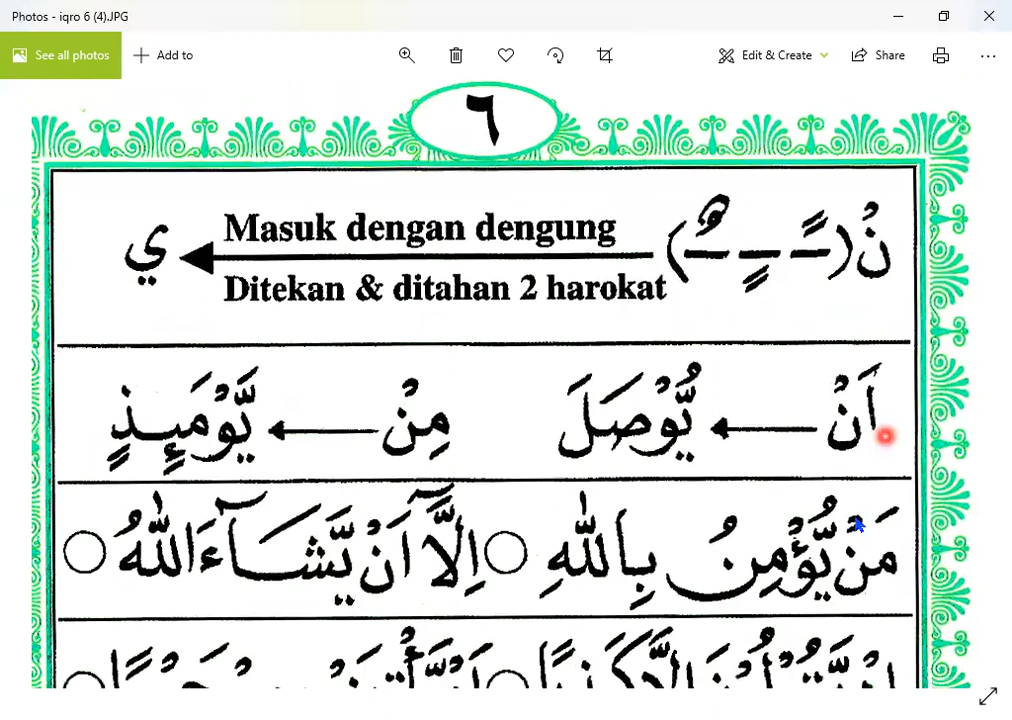 Photos - iqro 6 (4).JPG
See all photos
Add to
Edit & Create
Share
٦
نْ (ـًـ ـٍـ ـٌـ)
Masuk dengan dengung
Ditekan & ditahan 2 harokat
ي
اَنْ يُّوْصَلَ مِنْ يَّوْمَئِذٍ
مَنْ يُّؤْمِنُ بِاللّٰهِ اِلَّآ اَنْ يَّشَآءَ اللّٰهُ